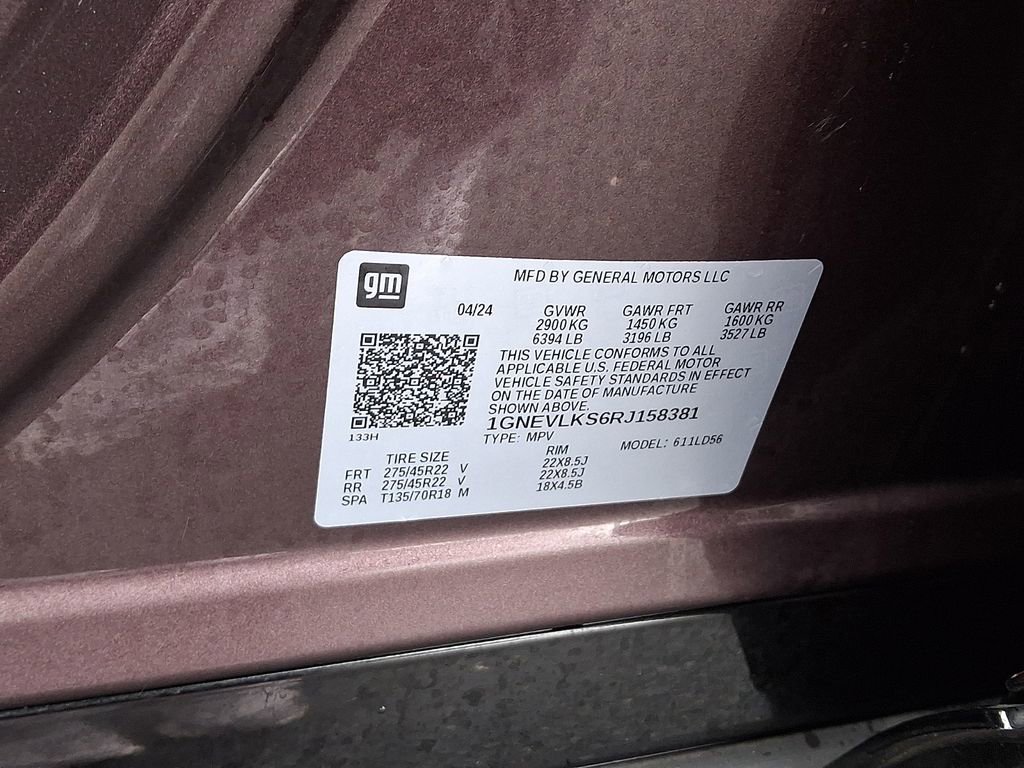 gm
MFD BY GENERAL MOTORS LLC
04/24 GVWR GAWR FRT GAWR RR
2900 KG 1450 KG 1600 KG
6394 LB 3196 LB 3527 LB
THIS VEHICLE CONFORMS TO ALL
APPLICABLE U.S. FEDERAL MOTOR
VEHICLE SAFETY STANDARDS IN EFFECT
ON THE DATE OF MANUFACTURE
SHOWN ABOVE.
1GNEVLKS6RJ158381
133H
TYPE: MPV MODEL: 611LD56
TIRE SIZE RIM
FRT 275/45R22 V 22X8.5J
RR 275/45R22 V 22X8.5J
SPA T135/70R18 M 18X4.5B